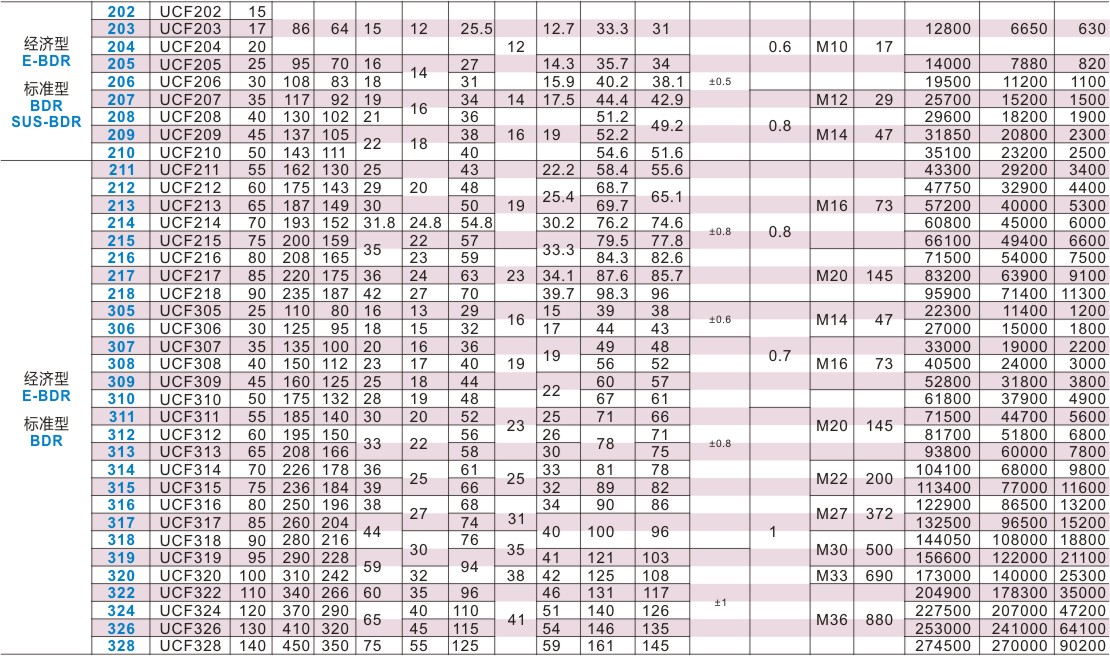 202 UCF202 15
经济型
E-BDR
标准型
BDR
SUS-BDR
203 UCF203 17 86 64 15 12 25.5 12.7 33.3 31 12800 6650 630
204 UCF204 20 12 0.6 M10 17
205 UCF205 25 95 70 16 14 27 14.3 35.7 34 14000 7880 820
206 UCF206 30 108 83 18 31 15.9 40.2 38.1 ±0.5 19500 11200 1100
207 UCF207 35 117 92 19 16 34 14 17.5 44.4 42.9 M12 29 25700 15200 1500
208 UCF208 40 130 102 21 36 51.2 49.2 0.8 29600 18200 1900
209 UCF209 45 137 105 22 18 38 16 19 52.2 M14 47 31850 20800 2300
210 UCF210 50 143 111 40 54.6 51.6 35100 23200 2500
211 UCF211 55 162 130 25 43 22.2 58.4 55.6 43300 29200 3400
212 UCF212 60 175 143 29 20 48 25.4 68.7 65.1 47750 32900 4400
213 UCF213 65 187 149 30 50 19 69.7 M16 73 57200 40000 5300
214 UCF214 70 193 152 31.8 24.8 54.8 30.2 76.2 74.6 ±0.8 0.8 60800 45000 6000
215 UCF215 75 200 159 35 22 57 33.3 79.5 77.8 66100 49400 6600
216 UCF216 80 208 165 23 59 84.3 82.6 71500 54000 7500
217 UCF217 85 220 175 36 24 63 23 34.1 87.6 85.7 M20 145 83200 63900 9100
218 UCF218 90 235 187 42 27 70 39.7 98.3 96 95900 71400 11300
305 UCF305 25 110 80 16 13 29 16 15 39 38 ±0.6 M14 47 22300 11400 1200
306 UCF306 30 125 95 18 15 32 17 44 43 27000 15000 1800
307 UCF307 35 135 100 20 16 36 19 49 48 0.7 33000 19000 2200
308 UCF308 40 150 112 23 17 40 19 56 52 M16 73 40500 24000 3000
经济型
E-BDR
标准型
BDR
309 UCF309 45 160 125 25 18 44 22 60 57 52800 31800 3800
310 UCF310 50 175 132 28 19 48 67 61 61800 37900 4900
311 UCF311 55 185 140 30 20 52 23 25 71 66 M20 145 71500 44700 5600
312 UCF312 60 195 150 33 22 56 26 78 71 ±0.8 81700 51800 6800
313 UCF313 65 208 166 58 30 75 93800 60000 7800
314 UCF314 70 226 178 36 25 61 25 33 81 78 M22 200 104100 68000 9800
315 UCF315 75 236 184 39 66 32 89 82 113400 77000 11600
316 UCF316 80 250 196 38 27 68 31 34 90 86 M27 372 122900 86500 13200
317 UCF317 85 260 204 44 74 40 100 96 1 132500 96500 15200
318 UCF318 90 280 216 30 76 35 M30 500 144050 108000 18800
319 UCF319 95 290 228 59 94 41 121 103 156600 122000 21100
320 UCF320 100 310 242 32 38 42 125 108 M33 690 173000 140000 25300
322 UCF322 110 340 266 60 35 96 46 131 117 ±1 204900 178300 35000
324 UCF324 120 370 290 65 40 110 41 51 140 126 M36 880 227500 207000 47200
326 UCF326 130 410 320 45 115 54 146 135 253000 241000 64100
328 UCF328 140 450 350 75 55 125 59 161 145 274500 270000 90200